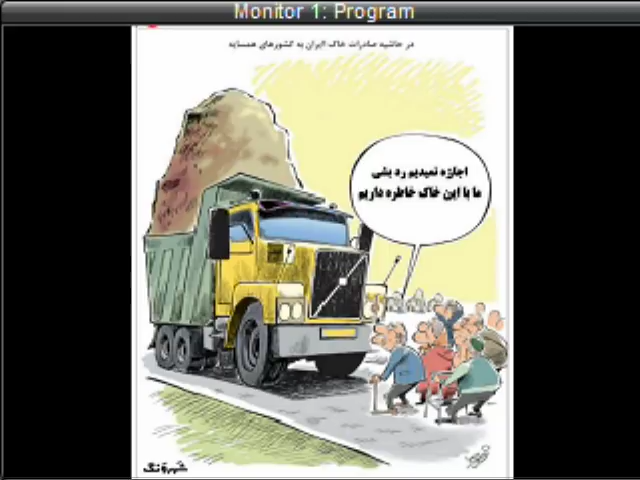 Monitor 1: Program
در حاشیه صادرات خاک ایران به کشورهای همسایه
اجازه نمیدیم رد بشی
ما با این خاک خاطره داریم
شهرونگ